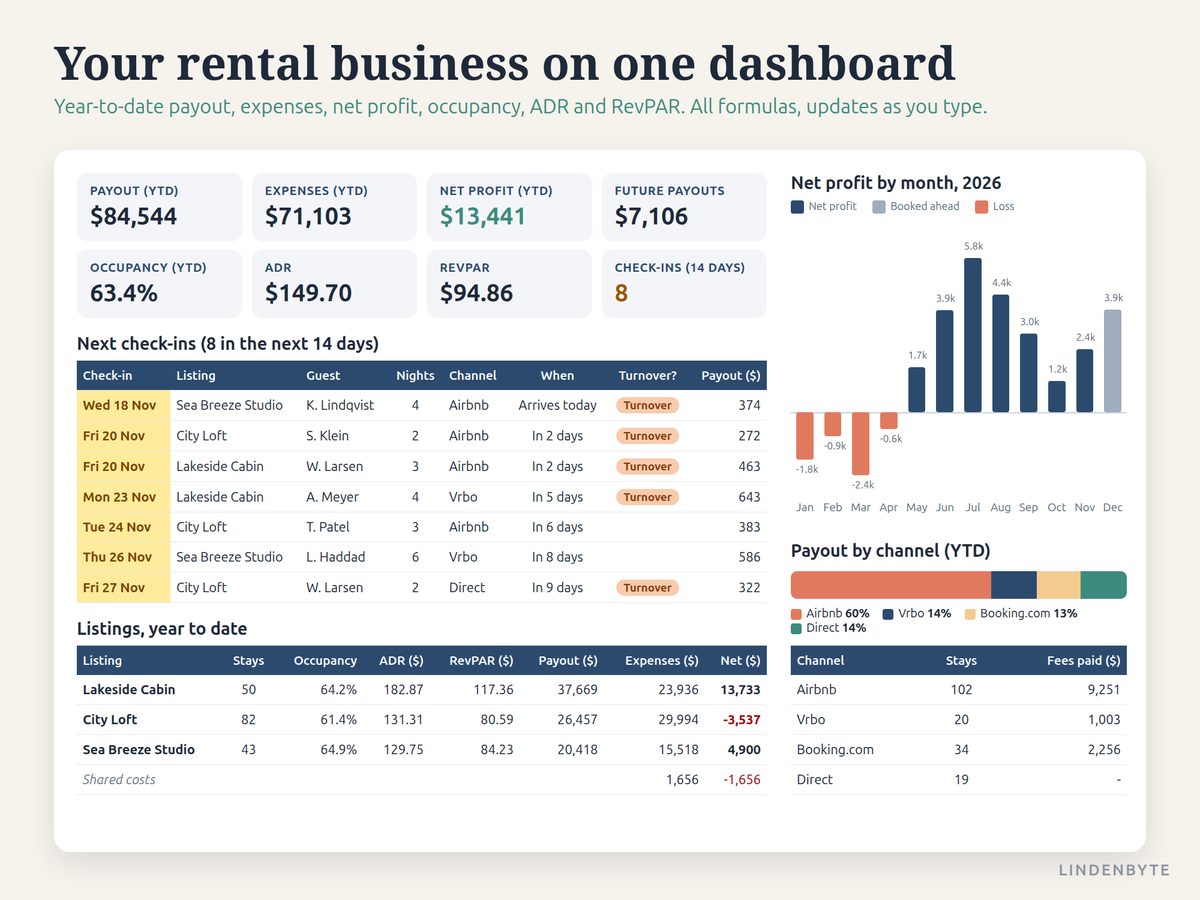 Your rental business on one dashboard
Year-to-date payout, expenses, net profit, occupancy, ADR and RevPAR. All formulas, updates as you type.
PAYOUT (YTD)
$84,544
EXPENSES (YTD)
$71,103
NET PROFIT (YTD)
$13,441
FUTURE PAYOUTS
$7,106
OCCUPANCY (YTD)
63.4%
ADR
$149.70
REVPAR
$94.86
CHECK-INS (14 DAYS)
8
Next check-ins (8 in the next 14 days)
Check-in Listing Guest Nights Channel When Turnover? Payout ($)
Wed 18 Nov Sea Breeze Studio K. Lindqvist 4 Airbnb Arrives today Turnover 374
Fri 20 Nov City Loft S. Klein 2 Airbnb In 2 days Turnover 272
Fri 20 Nov Lakeside Cabin W. Larsen 3 Airbnb In 2 days Turnover 463
Mon 23 Nov Lakeside Cabin A. Meyer 4 Vrbo In 5 days Turnover 643
Tue 24 Nov City Loft T. Patel 3 Airbnb In 6 days 383
Thu 26 Nov Sea Breeze Studio L. Haddad 6 Vrbo In 8 days 586
Fri 27 Nov City Loft W. Larsen 2 Direct In 9 days Turnover 322
Listings, year to date
Listing Stays Occupancy ADR ($) RevPAR ($) Payout ($) Expenses ($) Net ($)
Lakeside Cabin 50 64.2% 182.87 117.36 37,669 23,936 13,733
City Loft 82 61.4% 131.31 80.59 26,457 29,994 -3,537
Sea Breeze Studio 43 64.9% 129.75 84.23 20,418 15,518 4,900
Shared costs 1,656 -1,656
Net profit by month, 2026
Net profit Booked ahead Loss
-1.8k -0.9k -2.4k -0.6k 1.7k 3.9k 5.8k 4.4k 3.0k 1.2k 2.4k 3.9k
Jan Feb Mar Apr May Jun Jul Aug Sep Oct Nov Dec
Payout by channel (YTD)
Airbnb 60% Vrbo 14% Booking.com 13%
Direct 14%
Channel Stays Fees paid ($)
Airbnb 102 9,251
Vrbo 20 1,003
Booking.com 34 2,256
Direct 19 -
LINDENBYTE